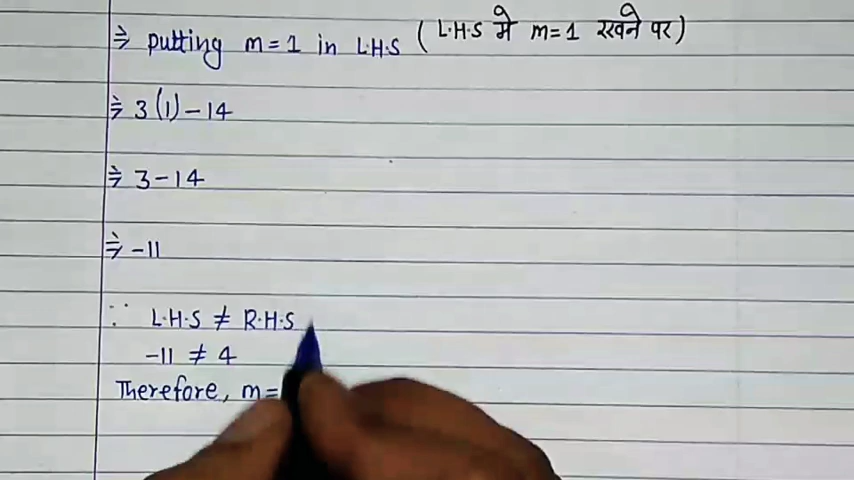 ⇒ putting m=1 in L.H.S (L.H.S में m=1 रखने पर)
⇒ 3(1)-14
⇒ 3-14
⇒ -11
∵ L.H.S ≠ R.H.S
-11 ≠ 4
Therefore, m=